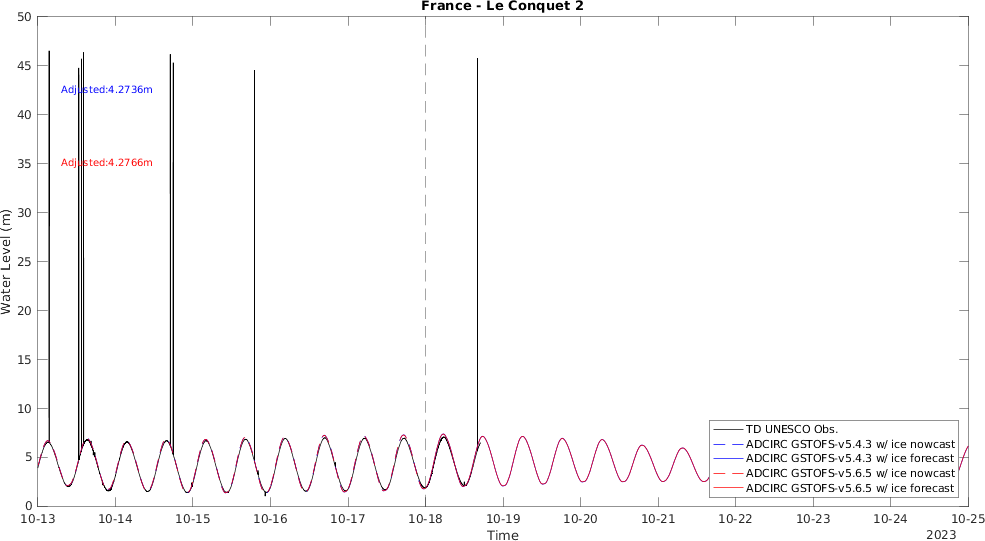 France - Le Conquet 2
50
45
40
35
30
25
20
15
10
5
0
Water Level (m)
Adjusted:4.2736m
Adjusted:4.2766m
TD UNESCO Obs.
ADCIRC GSTOFS-v5.4.3 w/ ice nowcast
ADCIRC GSTOFS-v5.4.3 w/ ice forecast
ADCIRC GSTOFS-v5.6.5 w/ ice nowcast
ADCIRC GSTOFS-v5.6.5 w/ ice forecast
10-13 10-14 10-15 10-16 10-17 10-18 10-19 10-20 10-21 10-22 10-23 10-24 10-25
Time
2023